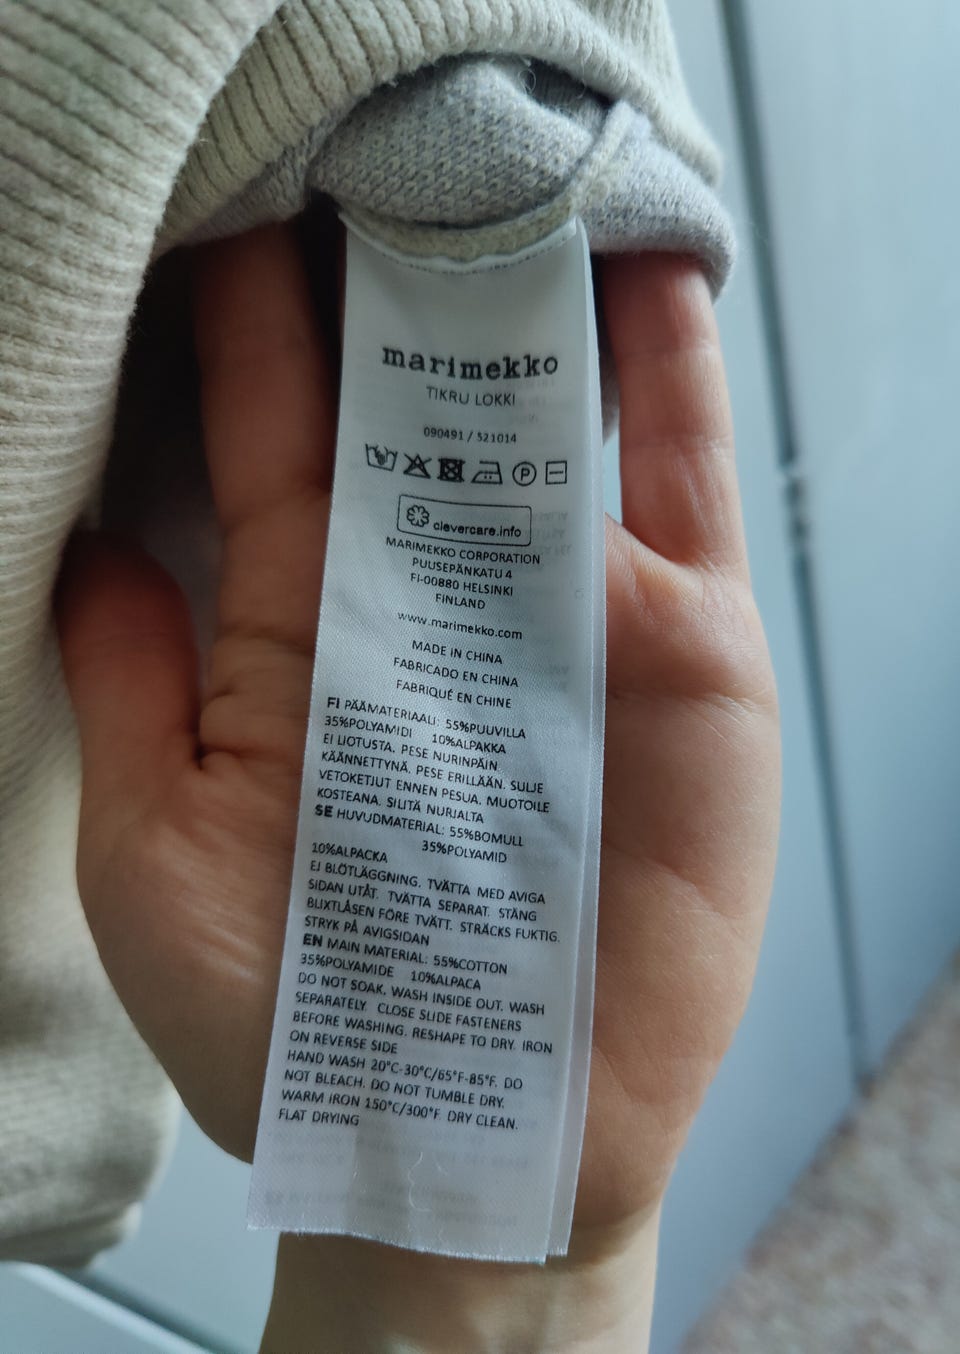 marimekko
TIKRU LOKKI
090491 / 521014
P
clevercare.info
MARIMEKKO CORPORATION
PUUSEPÄNKATU 4
FI-00880 HELSINKI
FINLAND
www.marimekko.com
MADE IN CHINA
FABRICADO EN CHINA
FABRIQUÉ EN CHINE
FI PÄÄMATERIAALI: 55%PUUVILLA
35%POLYAMIDI 10%ALPAKKA
EI LIOTUSTA. PESE NURINPÄIN
KÄÄNNETTYNÄ. PESE ERILLÄÄN. SULJE
VETOKETJUT ENNEN PESUA. MUOTOILE
KOSTEANA. SILITÄ NURJALTA
SE HUVUDMATERIAL: 55%BOMULL
35%POLYAMID
10%ALPACKA
EJ BLÖTLÄGGNING. TVÄTTA MED AVIGA
SIDAN UTÅT. TVÄTTA SEPARAT. STÄNG
BLIXTLÅSEN FÖRE TVÄTT. STRÄCKS FUKTIG.
STRYK PÅ AVIGSIDAN
EN MAIN MATERIAL: 55%COTTON
35%POLYAMIDE 10%ALPACA
DO NOT SOAK. WASH INSIDE OUT. WASH
SEPARATELY. CLOSE SLIDE FASTENERS
BEFORE WASHING. RESHAPE TO DRY. IRON
ON REVERSE SIDE
HAND WASH 20°C-30°C/65°F-85°F. DO
NOT BLEACH. DO NOT TUMBLE DRY.
WARM IRON 150°C/300°F. DRY CLEAN.
FLAT DRYING